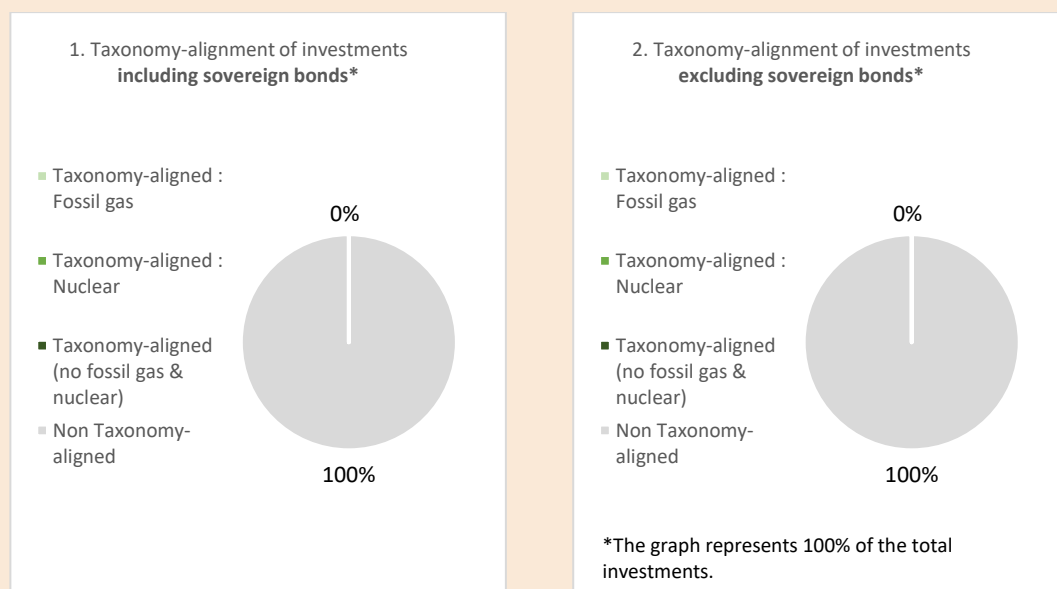 1. Taxonomy-alignment of investments
including sovereign bonds*
Taxonomy-aligned :
Fossil gas
Taxonomy-aligned :
Nuclear
Taxonomy-aligned
(no fossil gas &
nuclear)
Non Taxonomy-
aligned
0%
100%
2. Taxonomy-alignment of investments
excluding sovereign bonds*
Taxonomy-aligned :
Fossil gas
Taxonomy-aligned :
Nuclear
Taxonomy-aligned
(no fossil gas &
nuclear)
Non Taxonomy-
aligned
0%
100%
*The graph represents 100% of the total
investments.